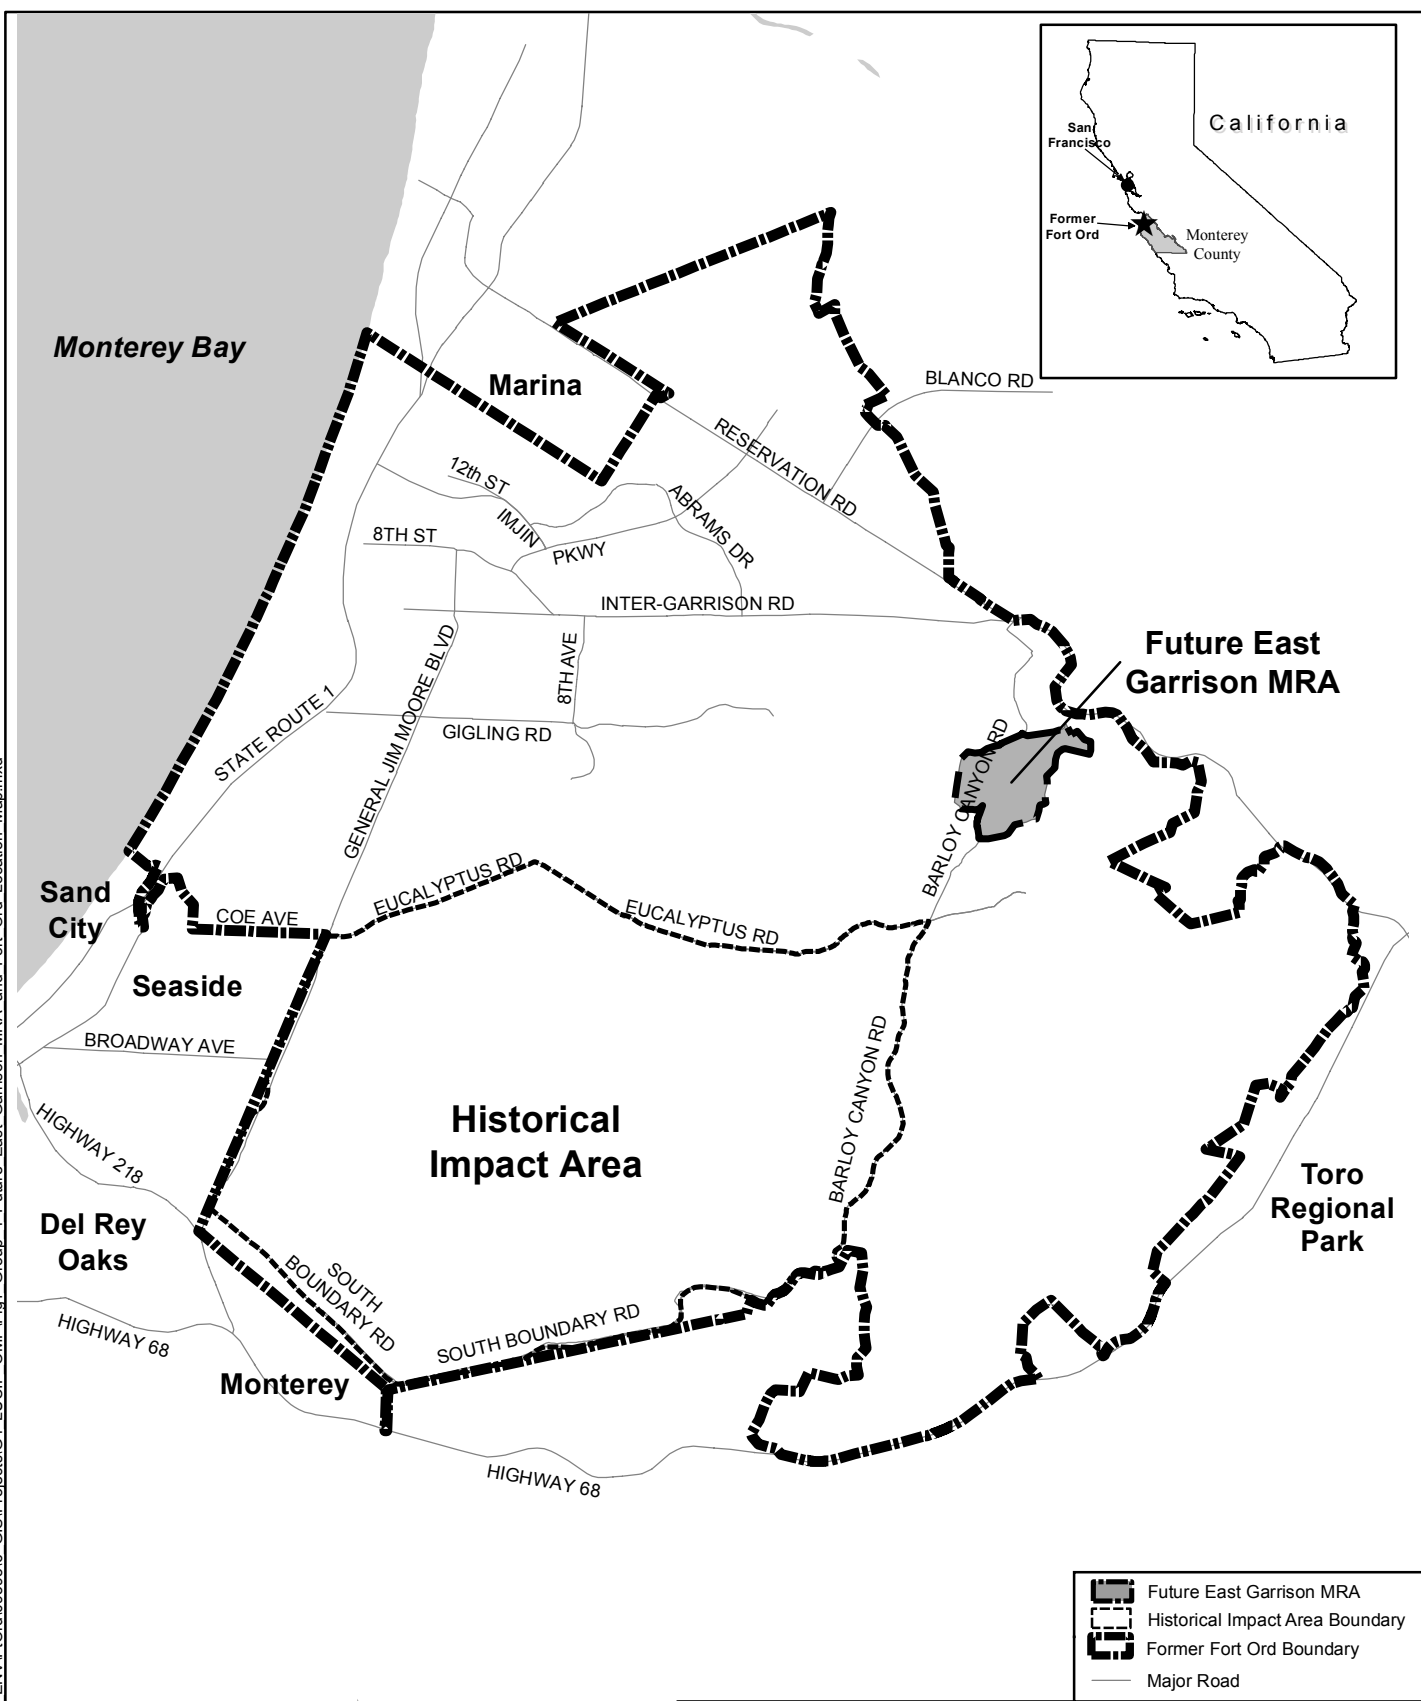 California
San
Francisco
Former
Fort Ord
Monterey
County
Monterey Bay
Marina
BLANCO RD
RESERVATION RD
12th ST
IMJIN
PKWY
ABRAMS DR
8TH ST
INTER-GARRISON RD
8TH AVE
GENERAL JIM MOORE BLVD
STATE ROUTE 1
GIGLING RD
Future East
Garrison MRA
BARLOY CANYON RD
Sand
City
COE AVE
EUCALYPTUS RD
EUCALYPTUS RD
Seaside
BROADWAY AVE
BARLOY CANYON RD
HIGHWAY 218
Historical
Impact Area
Toro
Regional
Park
Del Rey
Oaks
SOUTH
BOUNDARY RD
SOUTH BOUNDARY RD
HIGHWAY 68
Monterey
HIGHWAY 68
Future East Garrison MRA
Historical Impact Area Boundary
Former Fort Ord Boundary
Major Road